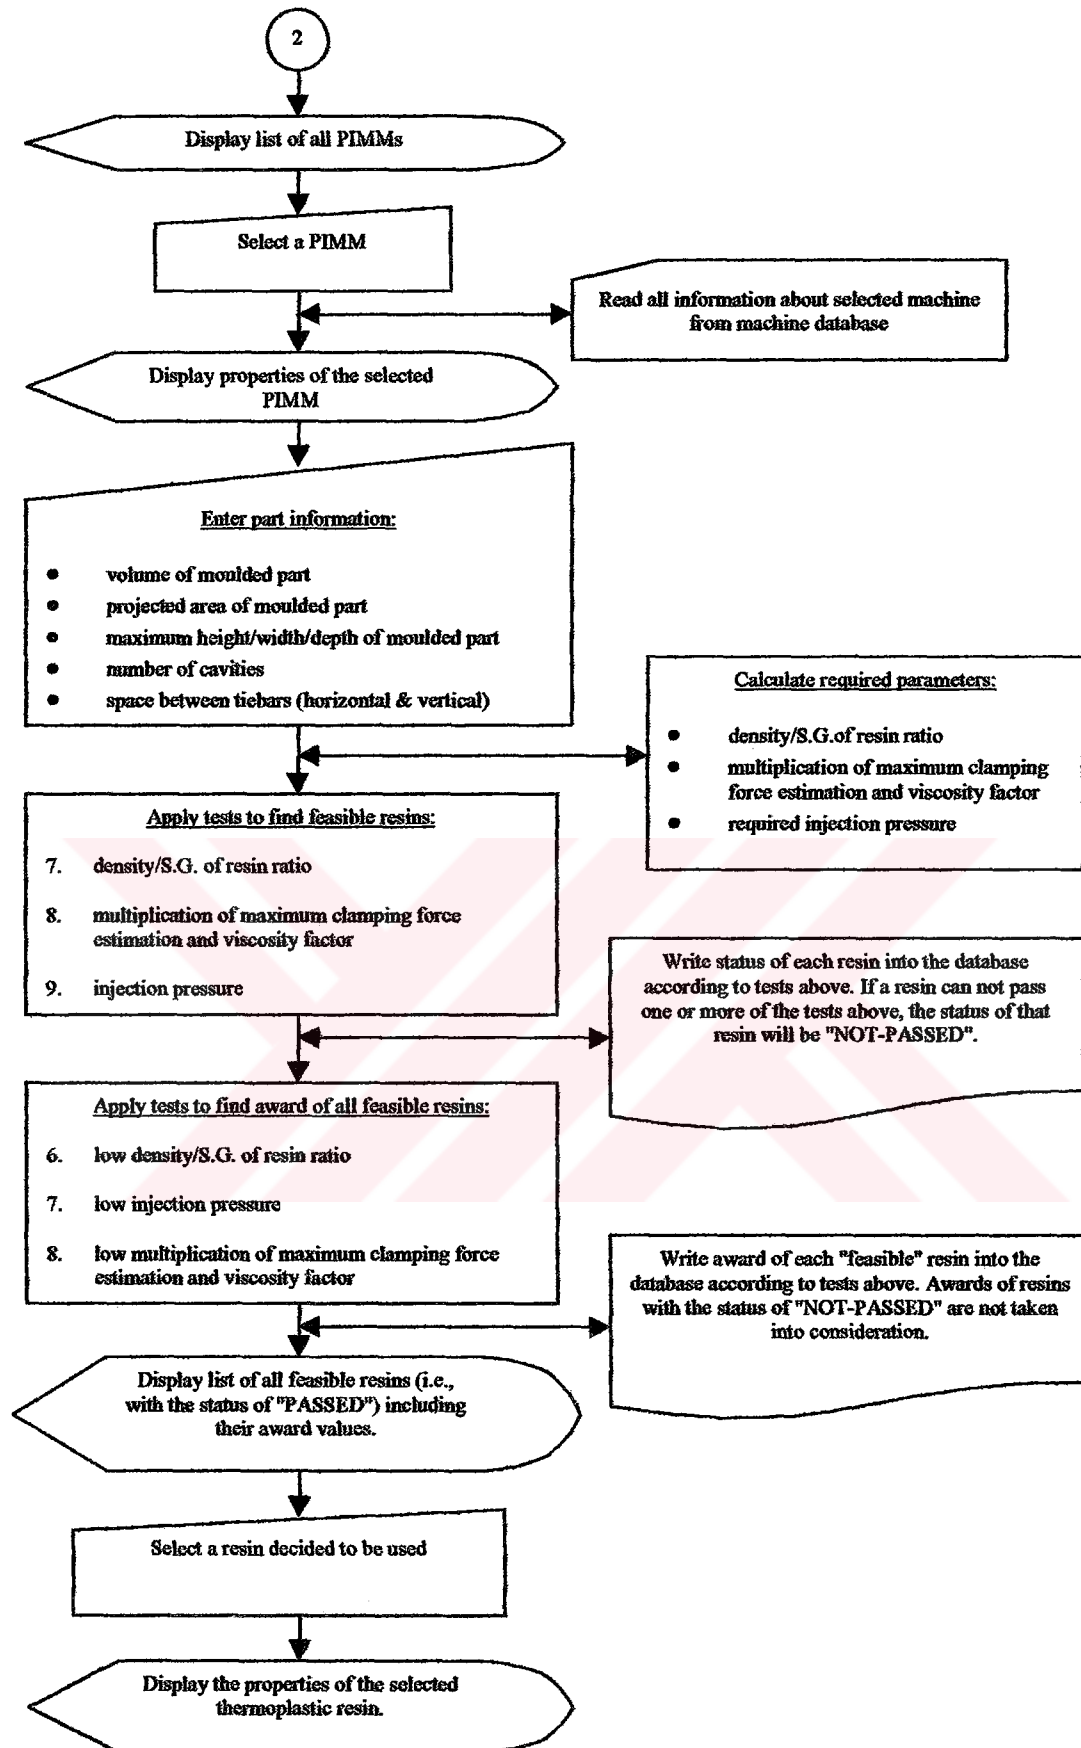 2
Display list of all PIMMs
Select a PIMM
Read all information about selected machine
from machine database
Display properties of the selected
PIMM
Enter part information:
• volume of moulded part
• projected area of moulded part
• maximum height/width/depth of moulded part
• number of cavities
• space between tiebars (horizontal & vertical)
Calculate required parameters:
• density/S.G.of resin ratio
• multiplication of maximum clamping
force estimation and viscosity factor
• required injection pressure
Apply tests to find feasible resins:
7. density/S.G. of resin ratio
8. multiplication of maximum clamping force
estimation and viscosity factor
9. injection pressure
Write status of each resin into the database
according to tests above. If a resin can not pass
one or more of the tests above, the status of that
resin will be "NOT-PASSED".
Apply tests to find award of all feasible resins:
6. low density/S.G. of resin ratio
7. low injection pressure
8. low multiplication of maximum clamping force
estimation and viscosity factor
Write award of each "feasible" resin into the
database according to tests above. Awards of resins
with the status of "NOT-PASSED" are not taken
into consideration.
Display list of all feasible resins (i.e.,
with the status of "PASSED") including
their award values.
Select a resin decided to be used
Display the properties of the selected
thermoplastic resin.